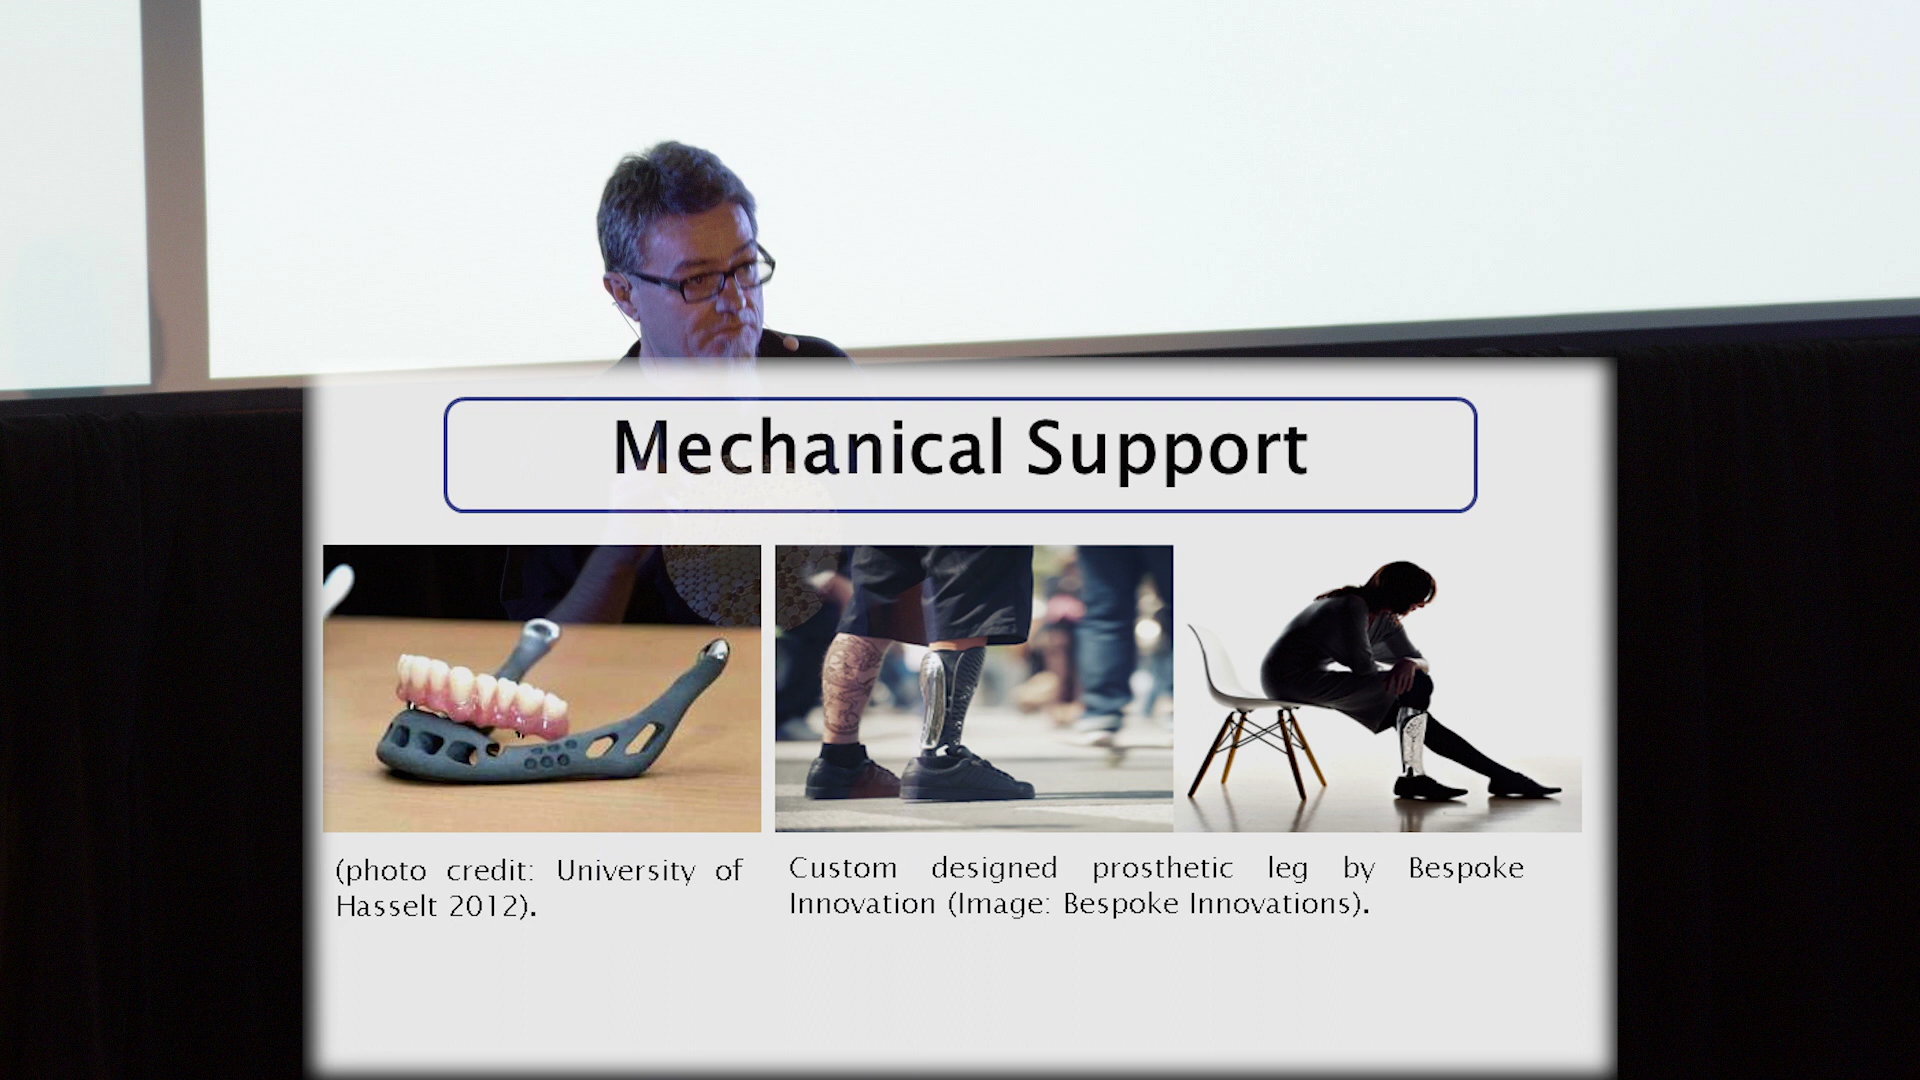 Mechanical Support
(photo credit: University of
Hasselt 2012).
Custom designed prosthetic leg by Bespoke
Innovation (Image: Bespoke Innovations).